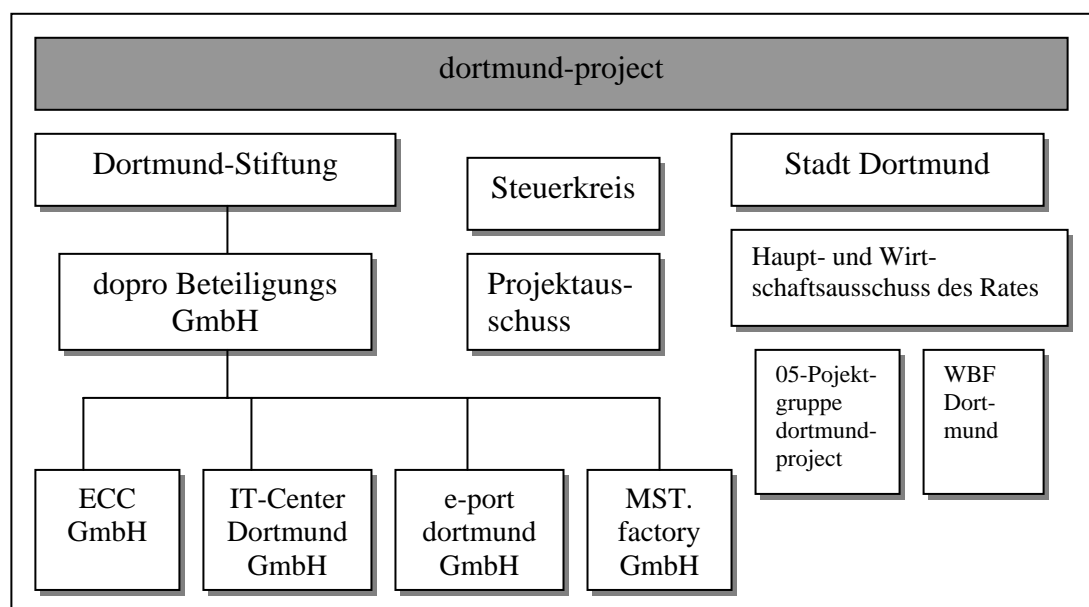 dortmund-project
Dortmund-Stiftung
Steuerkreis
Stadt Dortmund
dopro Beteiligungs
GmbH
Projektaus-
schuss
Haupt- und Wirt-
schaftsausschuss des Rates
05-Pojekt-
gruppe
dortmund-
project
WBF
Dort-
mund
ECC
GmbH
IT-Center
Dortmund
GmbH
e-port
dortmund
GmbH
MST.
factory
GmbH